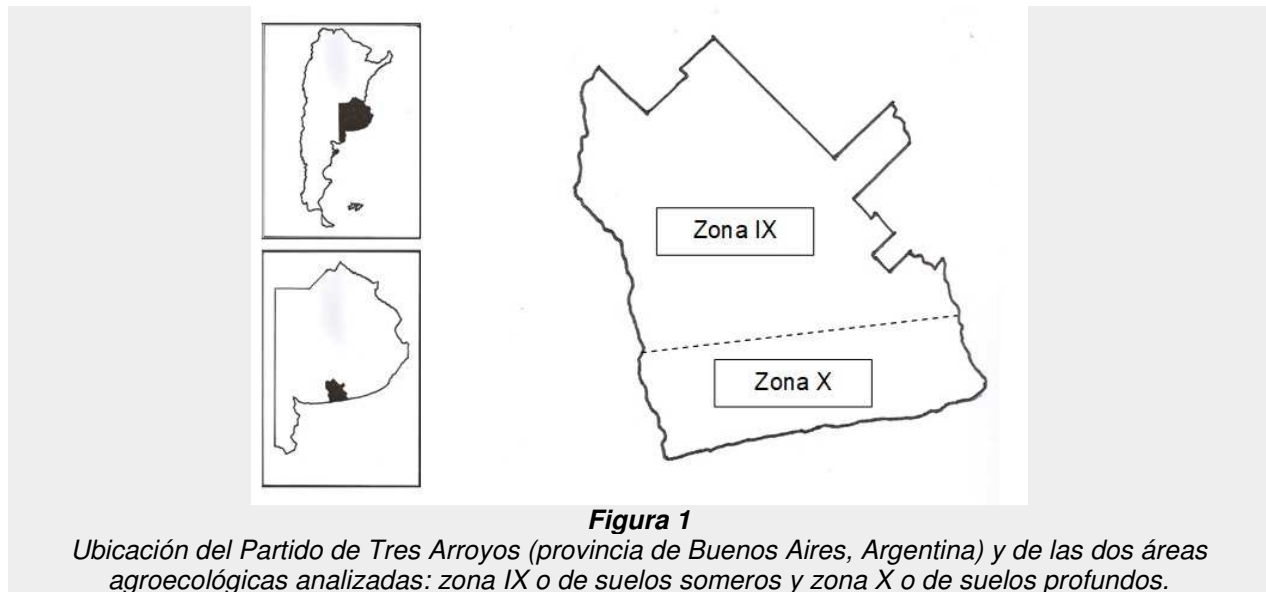 Zona IX
Zona X
Figura 1
Ubicación del Partido de Tres Arroyos (provincia de Buenos Aires, Argentina) y de las dos áreas
agroecológicas analizadas: zona IX o de suelos someros y zona X o de suelos profundos.